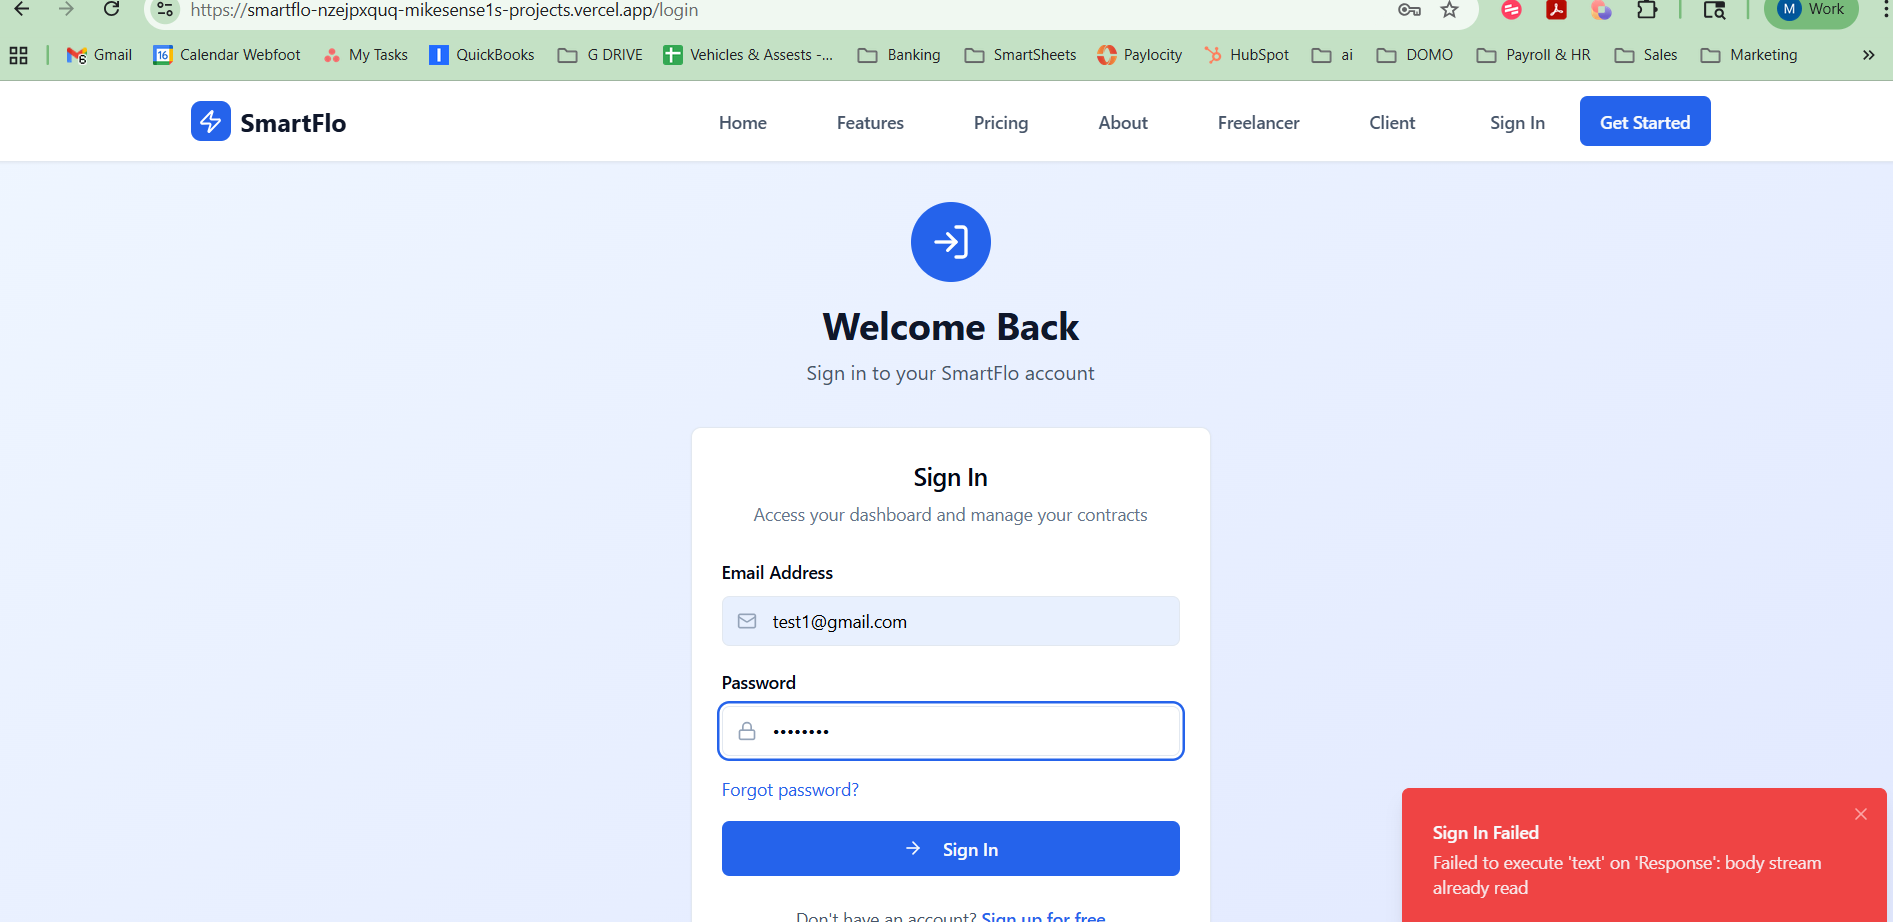 https://smartflo-nzejpxquq-mikesense1s-projects.vercel.app/login
M Work
6 Gmail 16 Calendar Webfoot My Tasks QuickBooks G DRIVE Vehicles & Assests -... Banking SmartSheets Paylocity HubSpot ai DOMO Payroll & HR Sales Marketing »
SmartFlo Home Features Pricing About Freelancer Client Sign In Get Started
Welcome Back
Sign in to your SmartFlo account
Sign In
Access your dashboard and manage your contracts
Email Address
test1@gmail.com
Password
••••••••
Forgot password?
Sign In
Don't have an account? Sign up for free
Sign In Failed
Failed to execute 'text' on 'Response': body stream
already read